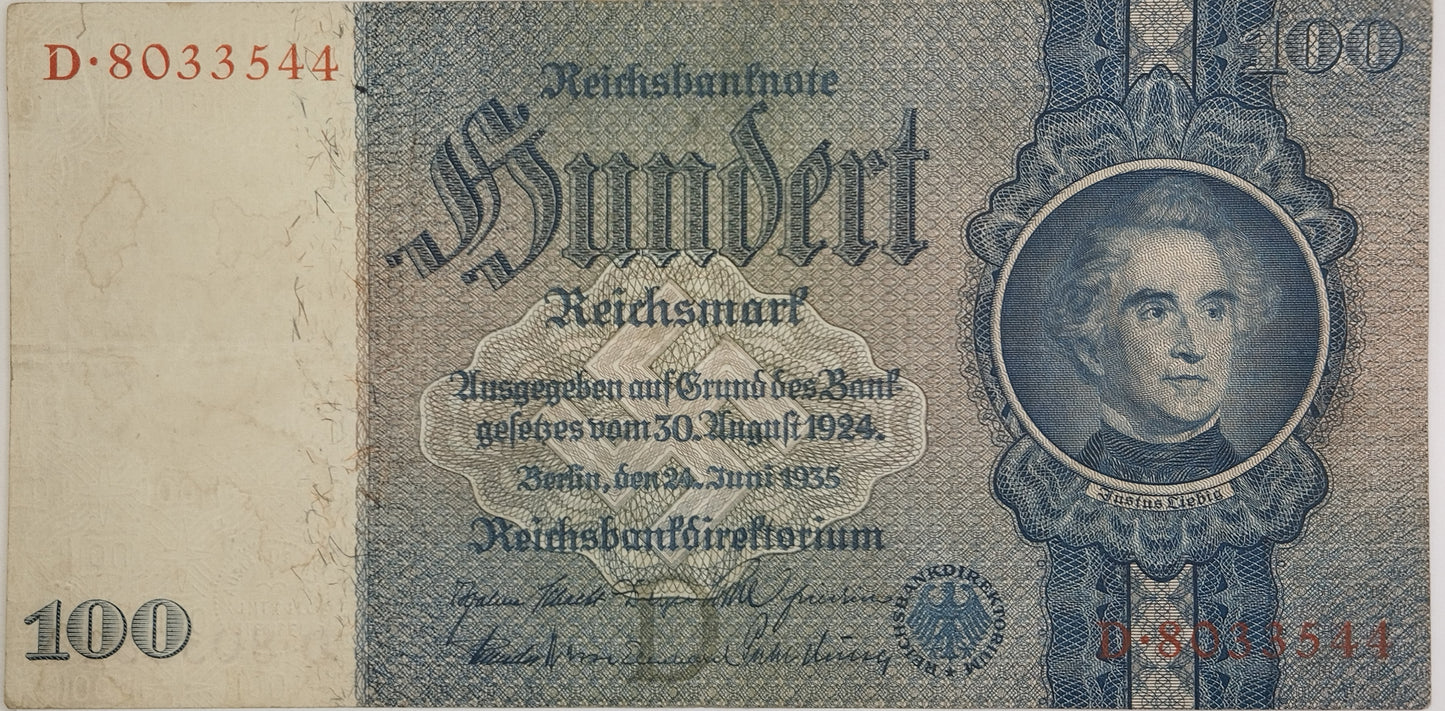 D·8033544
100
Reichsbanknote
Hundert
Reichsmark
Ausgegeben auf Grund des Bank
gesetzes vom 30. August 1924.
Berlin, den 24. Juni 1935
Reichsbankdirektorium
D
REICHSBANKDIREKTORIUM
Justus Liebig
100
D·8033544